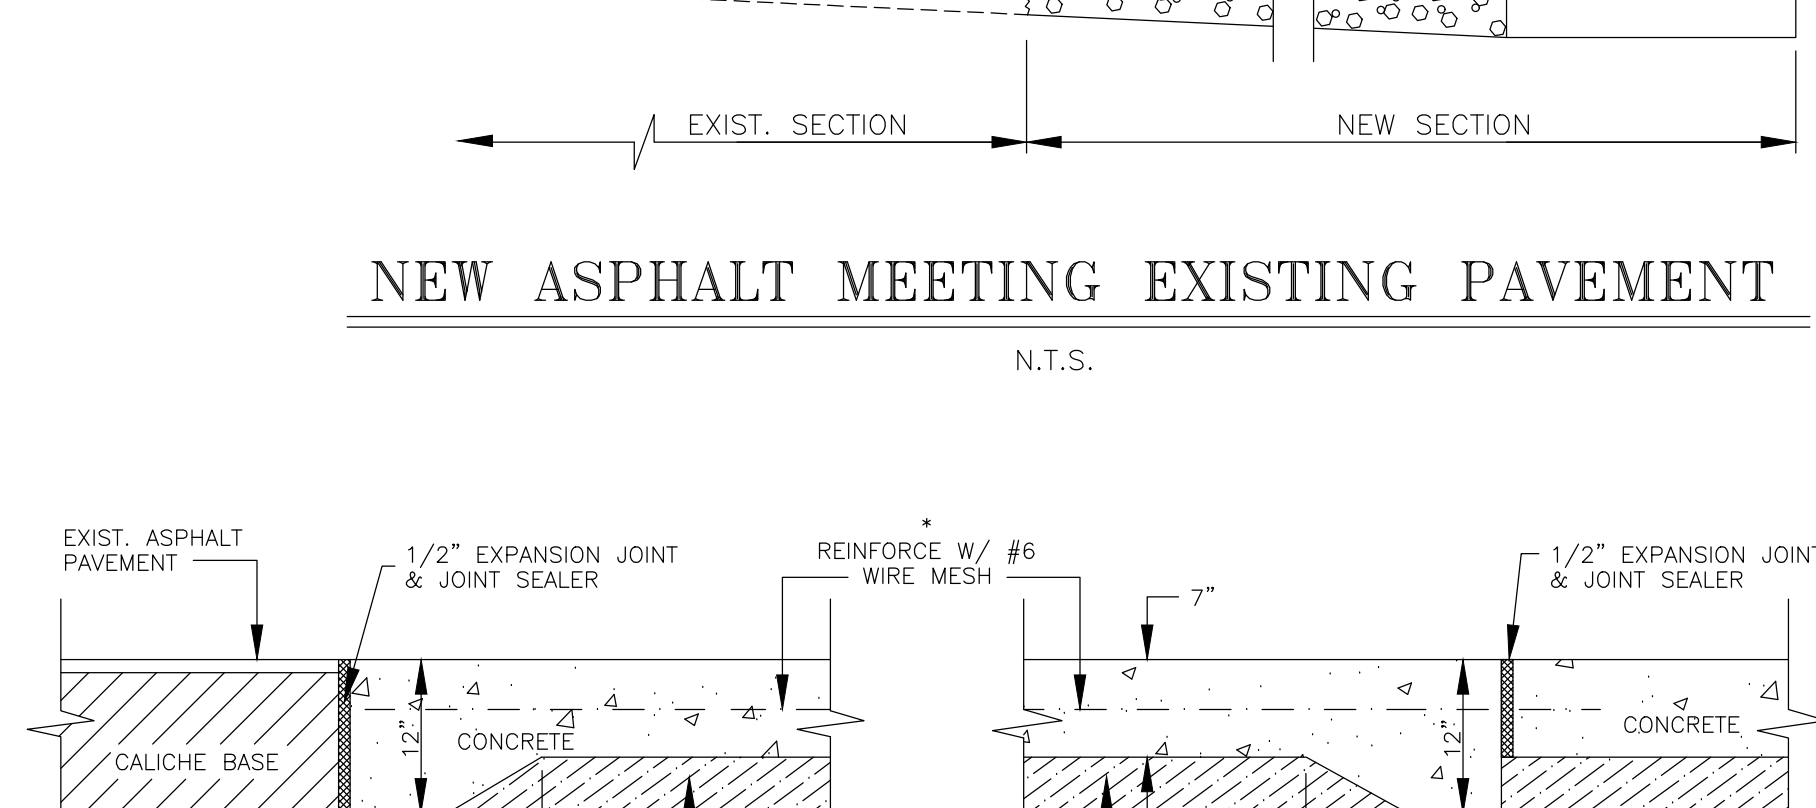 EXIST. SECTION
NEW SECTION
NEW ASPHALT MEETING EXISTING PAVEMENT
N.T.S.
EXIST. ASPHALT
PAVEMENT
1/2" EXPANSION JOINT
& JOINT SEALER
*
REINFORCE W/ #6
WIRE MESH
7"
1/2" EXPANSION JOINT
& JOINT SEALER
12"
CONCRETE
CALICHE BASE
12"
CONCRETE